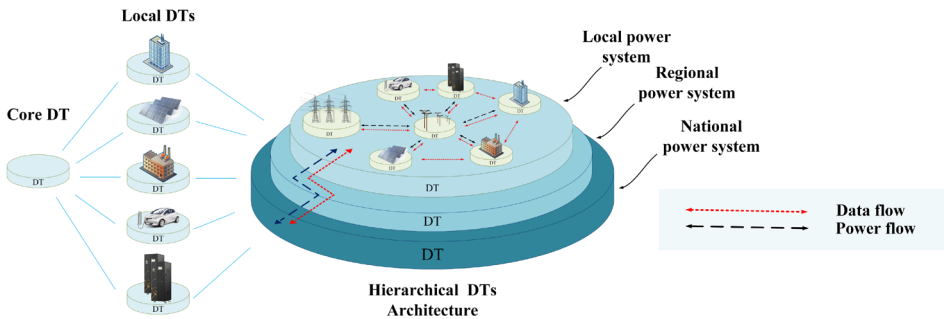 Local DTs
DT
DT
DT
DT
DT
Core DT
DT
DT
DT
DT
DT
DT
DT
DT
DT
DT
DT
Hierarchical DTs
Architecture
Local power
system
Regional
power system
National
power system
Data flow
Power flow